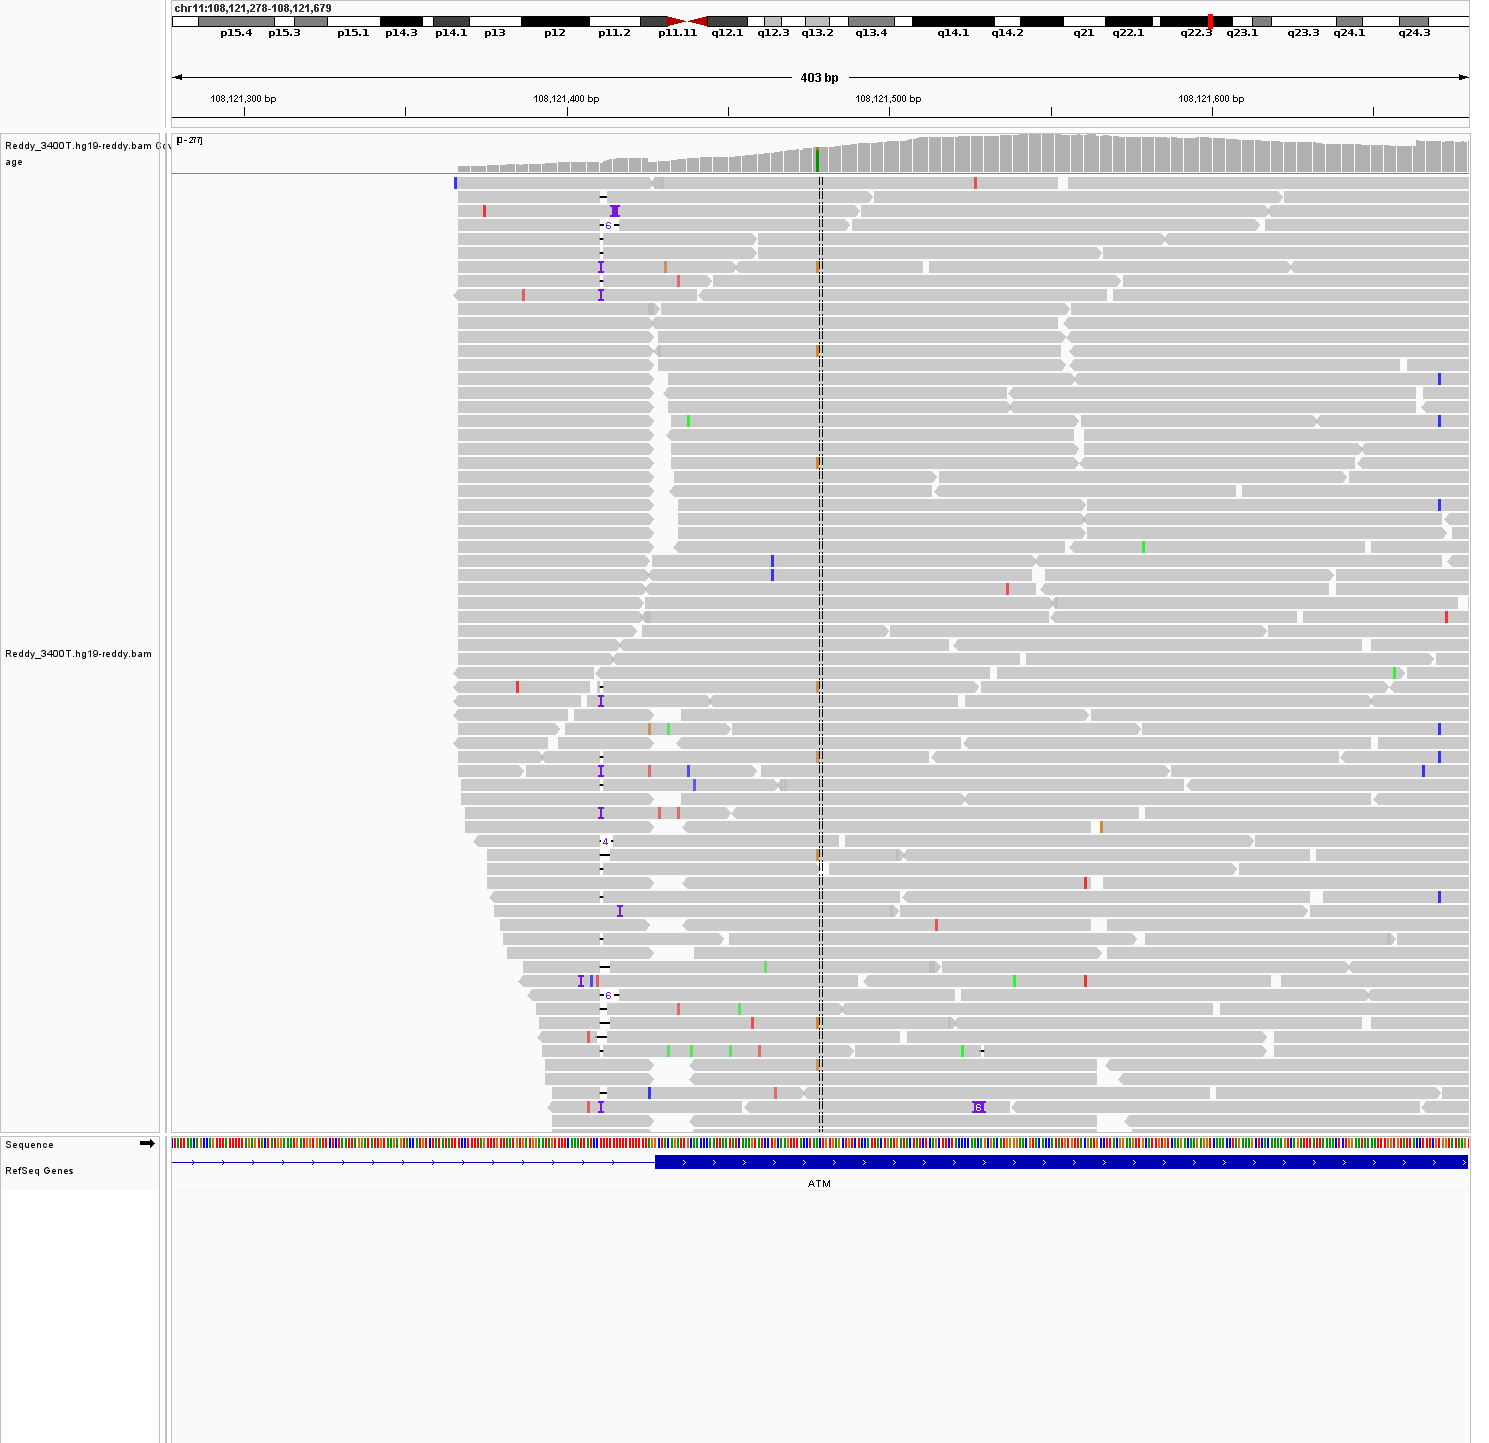 chr11:108,121,278-108,121,679
p15.4 p15.3 p15.1 p14.3 p14.1 p13 p12 p11.2 p11.11 q12.1 q12.3 q13.2 q13.4 q14.1 q14.2 q21 q22.1 q22.3 q23.1 q23.3 q24.1 q24.3
403 bp
108,121,300 bp 108,121,400 bp 108,121,500 bp 108,121,600 bp
Reddy_3400T.hg19-reddy.bam Cov
age
[0 - 277]
6
Reddy_3400T.hg19-reddy.bam
4
6
6
Sequence
RefSeq Genes
ATM